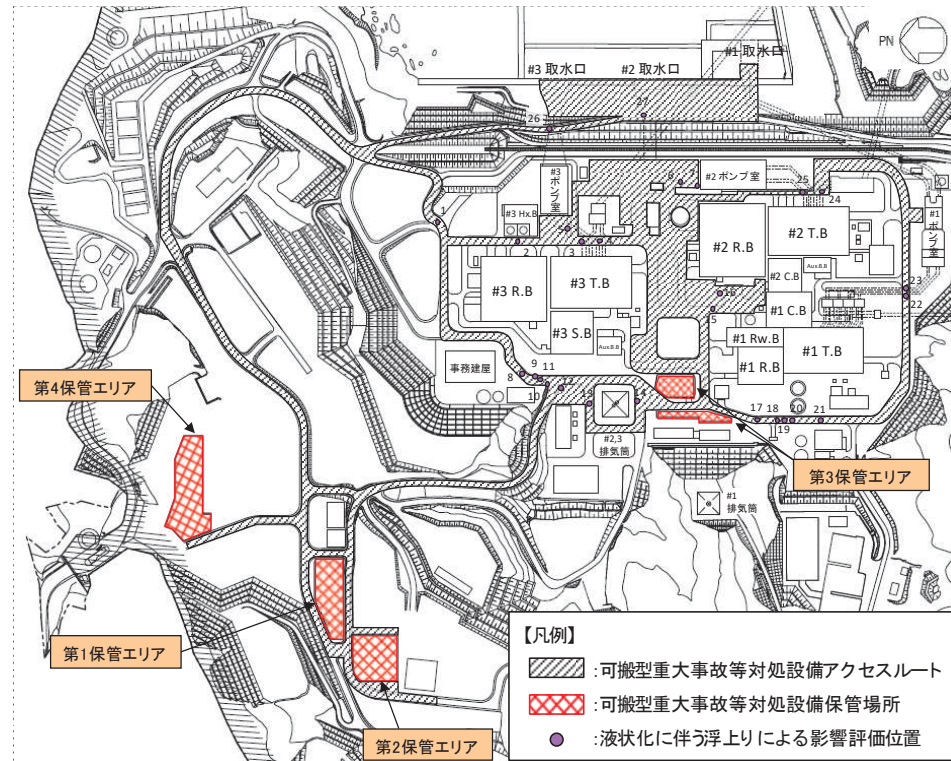 PN
#1 取水口
#3 取水口
#2 取水口
27
26
#3
ポンプ室
6
7
#2 ポンプ室
25
24
#1
ポンプ室
1
#3 Hx.B
5
2
3
4
#2 R.B
#2 T.B
#3 R.B
#3 T.B
Aux.B.B
#2 C.B
16
23
22
#1 C.B
15
#3 S.B
Aux.B.B
#1 Rw.B
#1 R.B
#1 T.B
事務建屋
8
9
11
10
12
17
18
20
21
19
第4保管エリア
#2,3
排気筒
第3保管エリア
#1
排気筒
第1保管エリア
第2保管エリア
【凡例】
:可搬型重大事故等対処設備アクセスルート
:可搬型重大事故等対処設備保管場所
:液状化に伴う浮上りによる影響評価位置